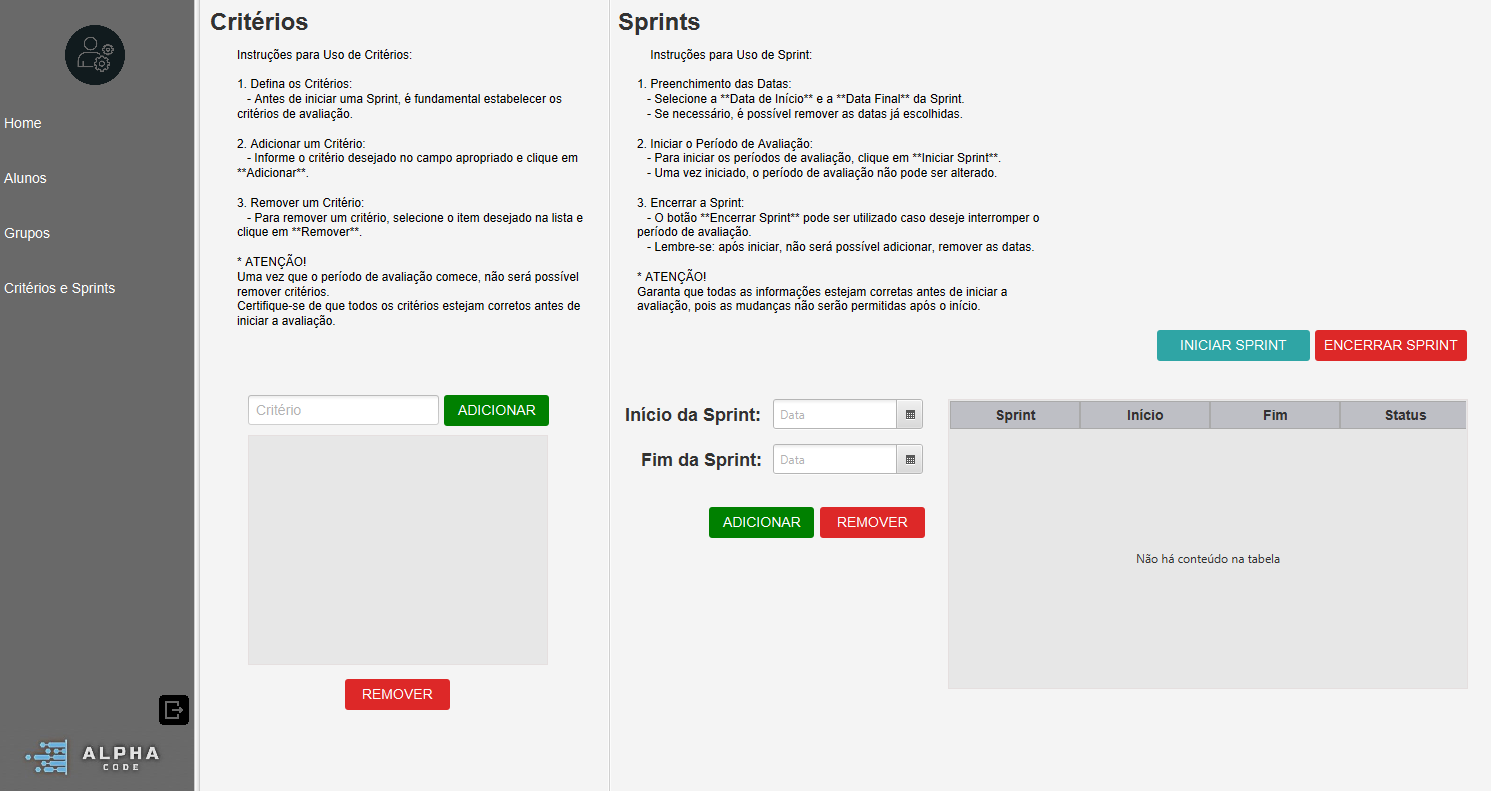 Home
Alunos
Grupos
Critérios e Sprints
ALPHA
CODE
Critérios
Instruções para Uso de Critérios:
1. Defina os Critérios:
- Antes de iniciar uma Sprint, é fundamental estabelecer os
critérios de avaliação.
2. Adicionar um Critério:
- Informe o critério desejado no campo apropriado e clique em
**Adicionar**.
3. Remover um Critério:
- Para remover um critério, selecione o item desejado na lista e
clique em **Remover**.
* ATENÇÃO!
Uma vez que o período de avaliação comece, não será possível
remover critérios.
Certifique-se de que todos os critérios estejam corretos antes de
iniciar a avaliação.
Critério
ADICIONAR
REMOVER
Sprints
Instruções para Uso de Sprint:
1. Preenchimento das Datas:
- Selecione a **Data de Início** e a **Data Final** da Sprint.
- Se necessário, é possível remover as datas já escolhidas.
2. Iniciar o Período de Avaliação:
- Para iniciar os períodos de avaliação, clique em **Iniciar Sprint**.
- Uma vez iniciado, o período de avaliação não pode ser alterado.
3. Encerrar a Sprint:
- O botão **Encerrar Sprint** pode ser utilizado caso deseje interromper o
período de avaliação.
- Lembre-se: após iniciar, não será possível adicionar, remover as datas.
* ATENÇÃO!
Garanta que todas as informações estejam corretas antes de iniciar a
avaliação, pois as mudanças não serão permitidas após o início.
INICIAR SPRINT ENCERRAR SPRINT
Início da Sprint: Data
Fim da Sprint: Data
ADICIONAR REMOVER
Sprint Início Fim Status
Não há conteúdo na tabela